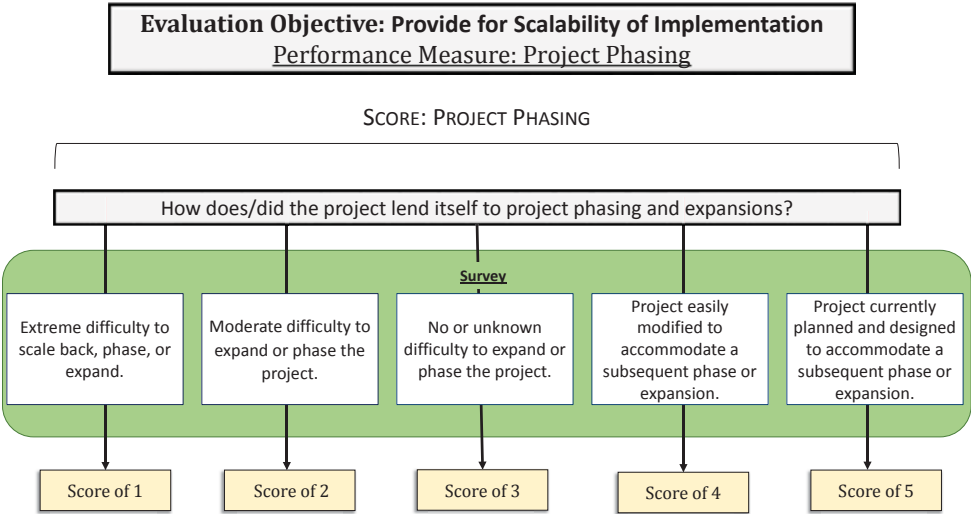 Evaluation Objective: Provide for Scalability of Implementation
Performance Measure: Project Phasing
SCORE: PROJECT PHASING
How does/did the project lend itself to project phasing and expansions?
Survey
Extreme difficulty to
scale back, phase, or
expand.
Moderate difficulty to
expand or phase the
project.
No or unknown
difficulty to expand or
phase the project.
Project easily
modified to
accommodate a
subsequent phase or
expansion.
Project currently
planned and designed
to accommodate a
subsequent phase or
expansion.
Score of 1
Score of 2
Score of 3
Score of 4
Score of 5